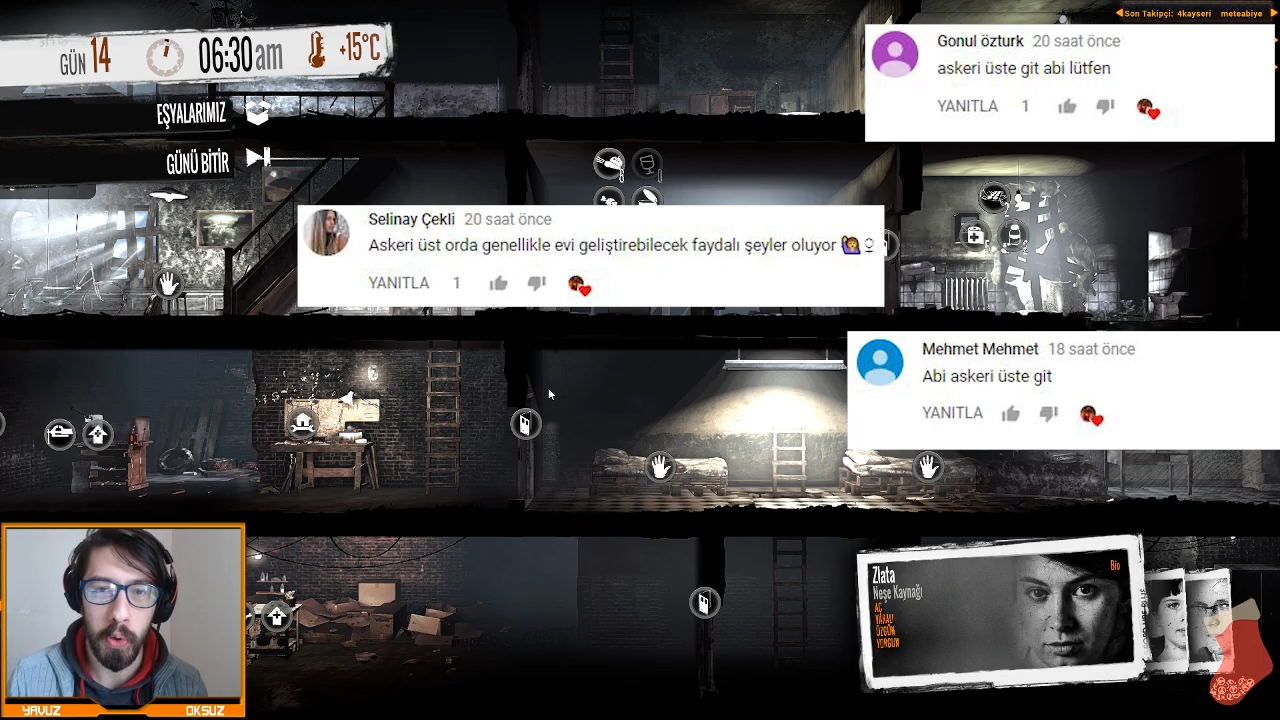 Son Takipçi: 4kayseri meteabiye
GÜN 14 06:30am +15°C
EŞYALARIMIZ
GÜNÜ BİTİR
Gonul özturk 20 saat önce
askeri üste git abi lütfen
YANITLA 1
Selinay Çekli 20 saat önce
Askeri üst orda genellikle evi geliştirebilecek faydalı şeyler oluyor 🙋♀
YANITLA 1
Mehmet Mehmet 18 saat önce
Abi askeri üste git
YANITLA
Zlata
Bio
Neşe Kaynağı
AÇ
YARALI
ÜZGÜN
YORGUN
YAVUZ OKSUZ